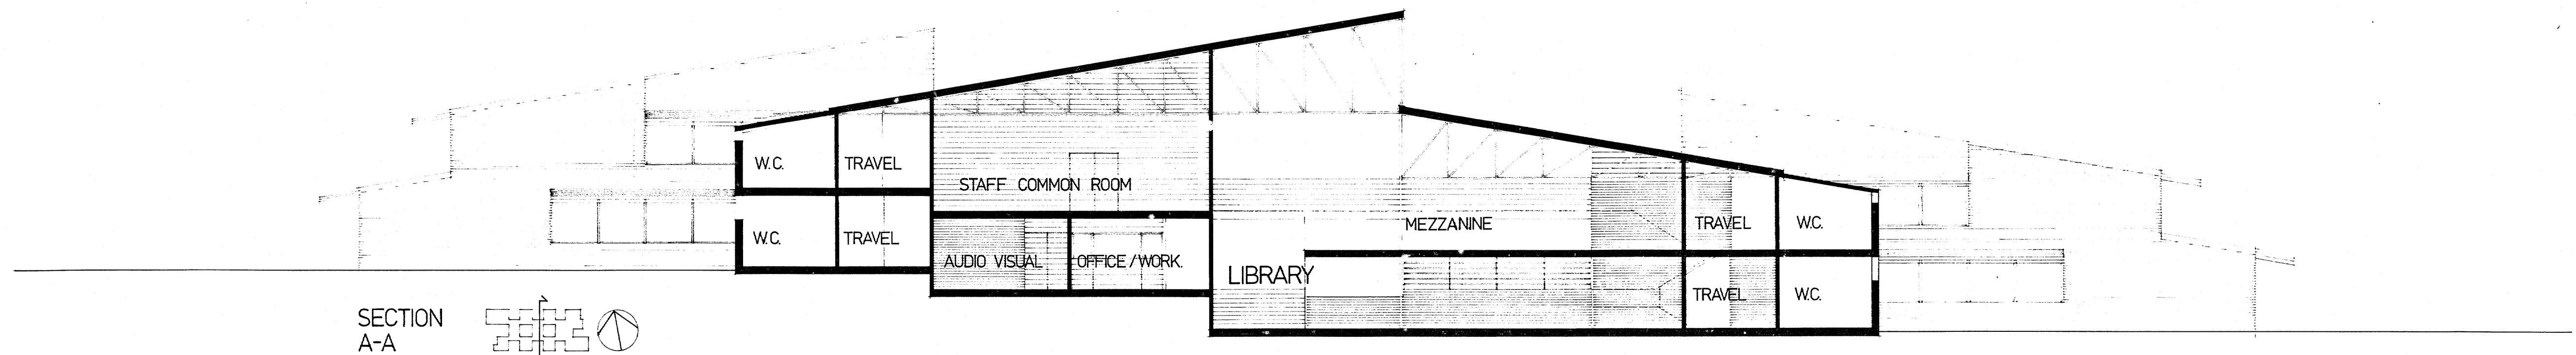 W.C.
TRAVEL
STAFF COMMON ROOM
W.C.
TRAVEL
AUDIO VISUAL
OFFICE/WORK.
MEZZANINE
TRAVEL
W.C.
LIBRARY
TRAVEL
W.C.
SECTION
A-A